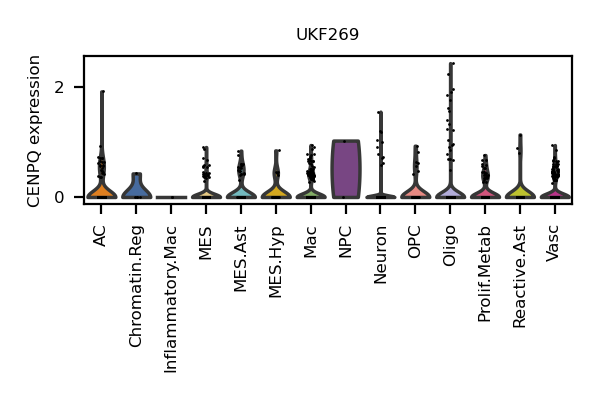 UKF269
CENPQ expression
2
0
AC
Chromatin.Reg
Inflammatory.Mac
MES
MES.Ast
MES.Hyp
Mac
NPC
Neuron
OPC
Oligo
Prolif.Metab
Reactive.Ast
Vasc